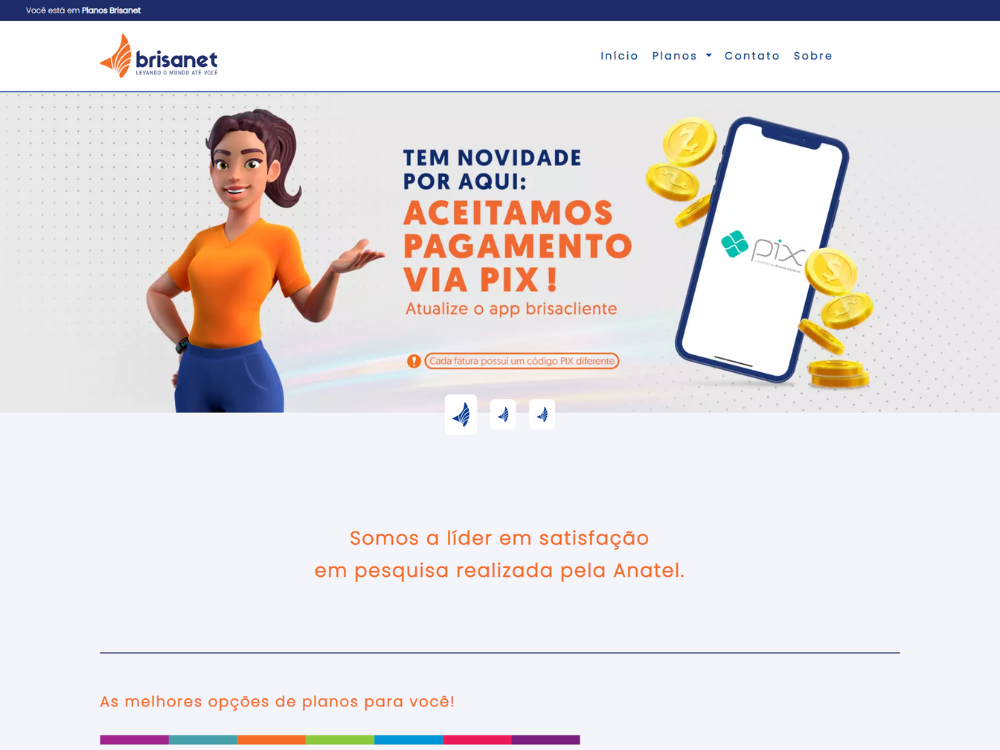 Você está em Planos Brisanet
brisanet
LEVANDO O MUNDO ATÉ VOCÊ
Início Planos Contato Sobre
TEM NOVIDADE
POR AQUI:
ACEITAMOS
PAGAMENTO
VIA PIX !
Atualize o app brisacliente
Cada fatura possui um código PIX diferente
pix
Somos a líder em satisfação
em pesquisa realizada pela Anatel.
As melhores opções de planos para você!